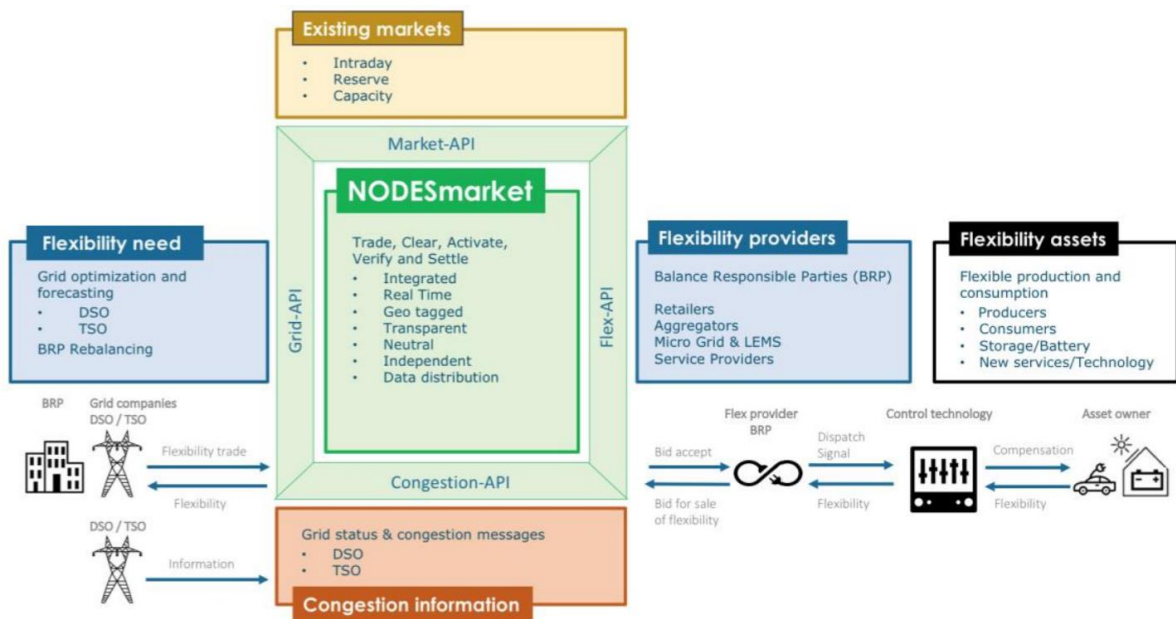 Existing markets
• Intraday
• Reserve
• Capacity
Market-API
NODESmarket
Trade, Clear, Activate,
Verify and Settle
• Integrated
• Real Time
• Geo tagged
• Transparent
• Neutral
• Independent
• Data distribution
Grid-API
Flex-API
Congestion-API
Flexibility need
Grid optimization and
forecasting
• DSO
• TSO
BRP Rebalancing
Flexibility providers
Balance Responsible Parties (BRP)
Retailers
Aggregators
Micro Grid & LEMS
Service Providers
Flexibility assets
Flexible production and
consumption
• Producers
• Consumers
• Storage/Battery
• New services/Technology
BRP
Grid companies
DSO / TSO
Flexibility trade
Flexibility
DSO / TSO
Information
Bid accept
Bid for sale
of flexibility
Flex provider
BRP
Dispatch
Signal
Flexibility
Control technology
Compensation
Flexibility
Asset owner
Grid status & congestion messages
• DSO
• TSO
Congestion information